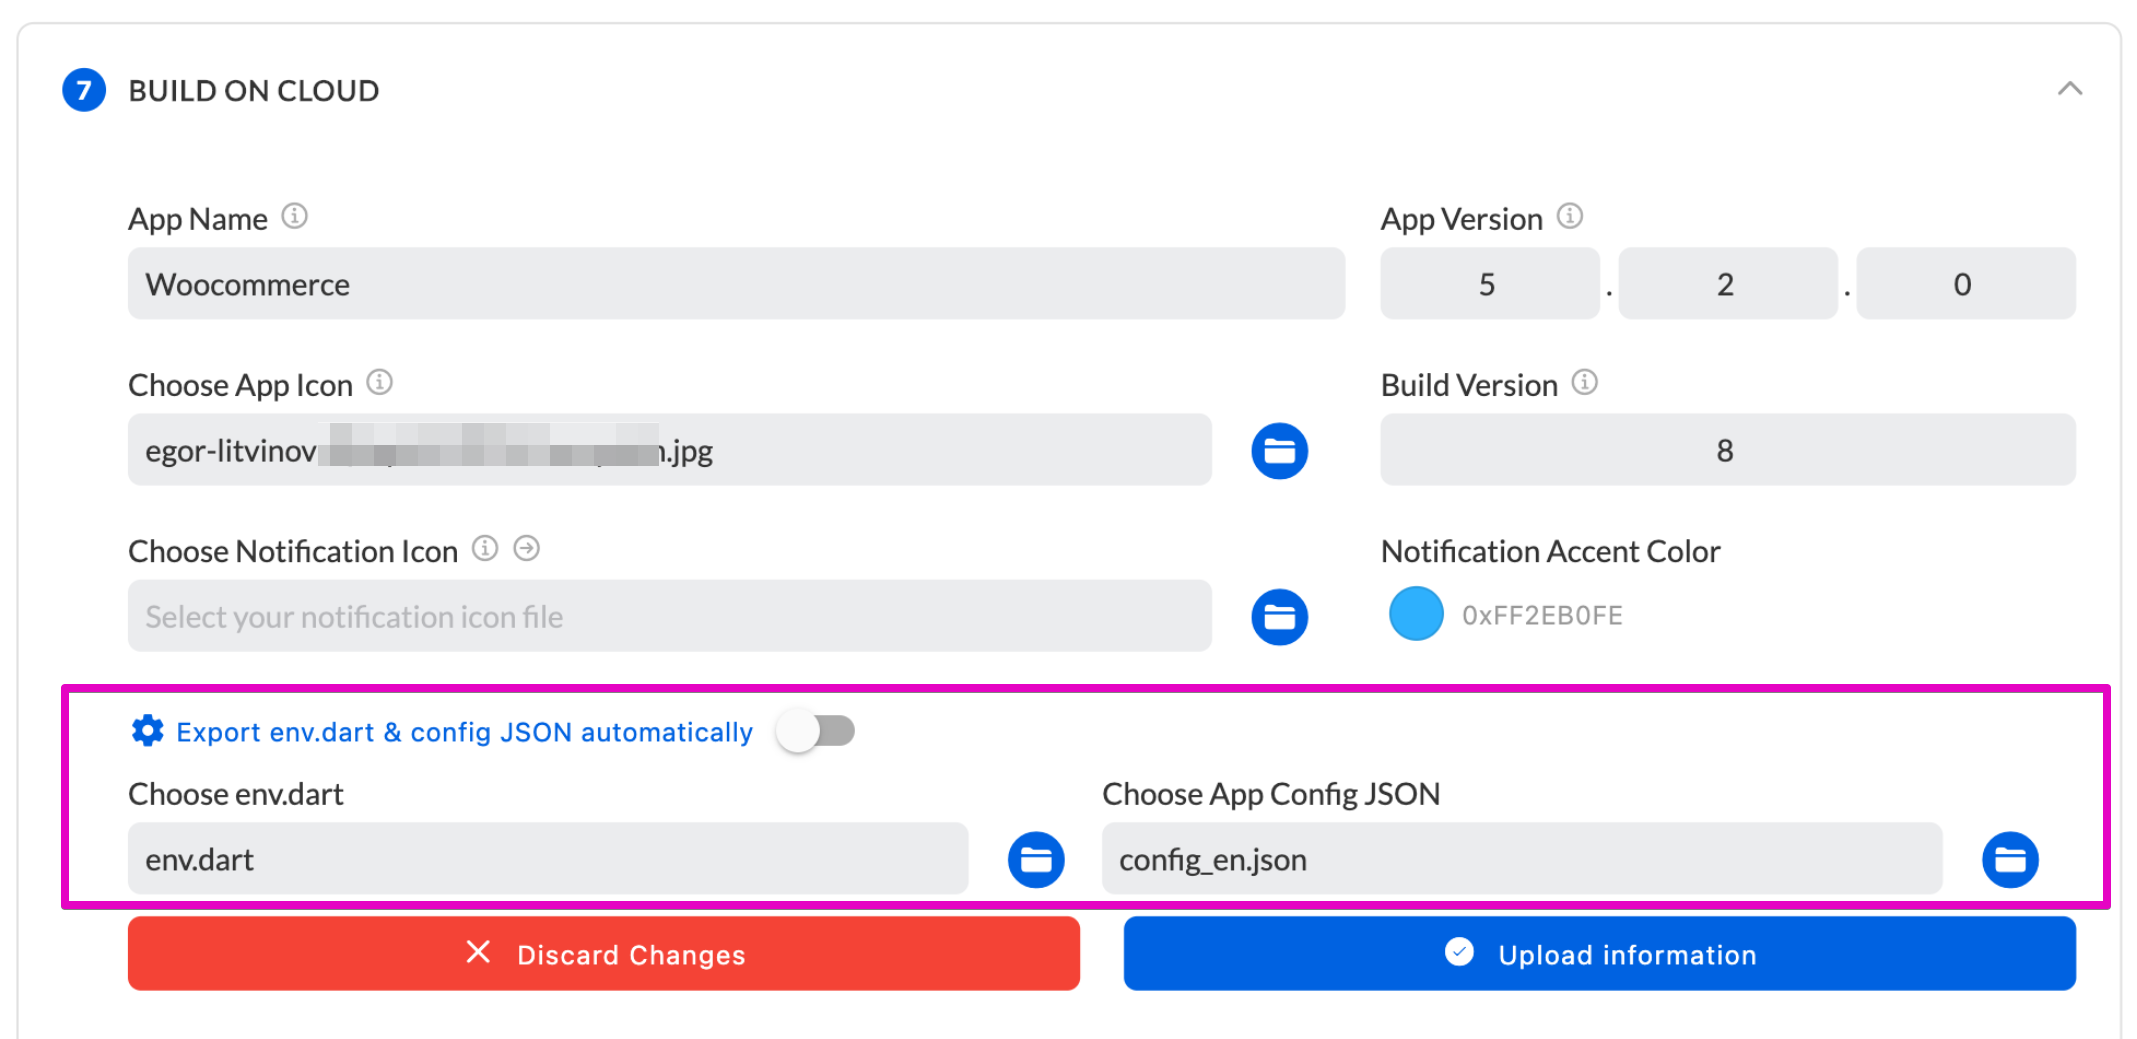 7 BUILD ON CLOUD
App Name
App Version
Woocommerce
5 . 2 . 0
Choose App Icon
Build Version
egor-litvinov n.jpg
8
Choose Notification Icon
Notification Accent Color
Select your notification icon file
0xFF2EB0FE
Export env.dart & config JSON automatically
Choose env.dart
Choose App Config JSON
env.dart
config_en.json
Discard Changes
Upload information